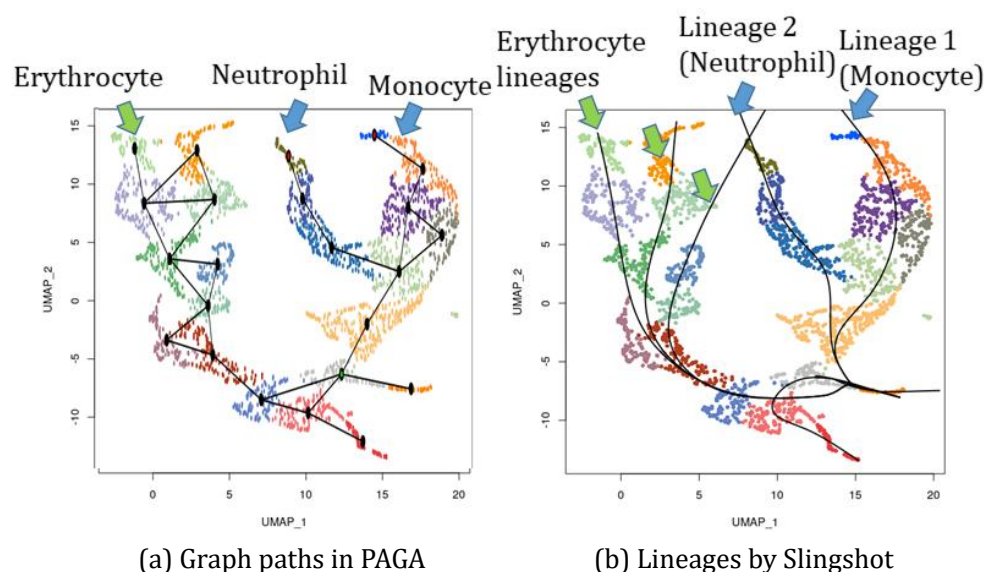 Erythrocyte
Neutrophil
Monocyte
15
10
5
0
-5
-10
UMAP_2
0
5
10
15
20
UMAP_1
(a) Graph paths in PAGA
Erythrocyte
lineages
Lineage 2
(Neutrophil)
Lineage 1
(Monocyte)
15
10
5
0
-5
-10
UMAP_2
0
5
10
15
20
UMAP_1
(b) Lineages by Slingshot